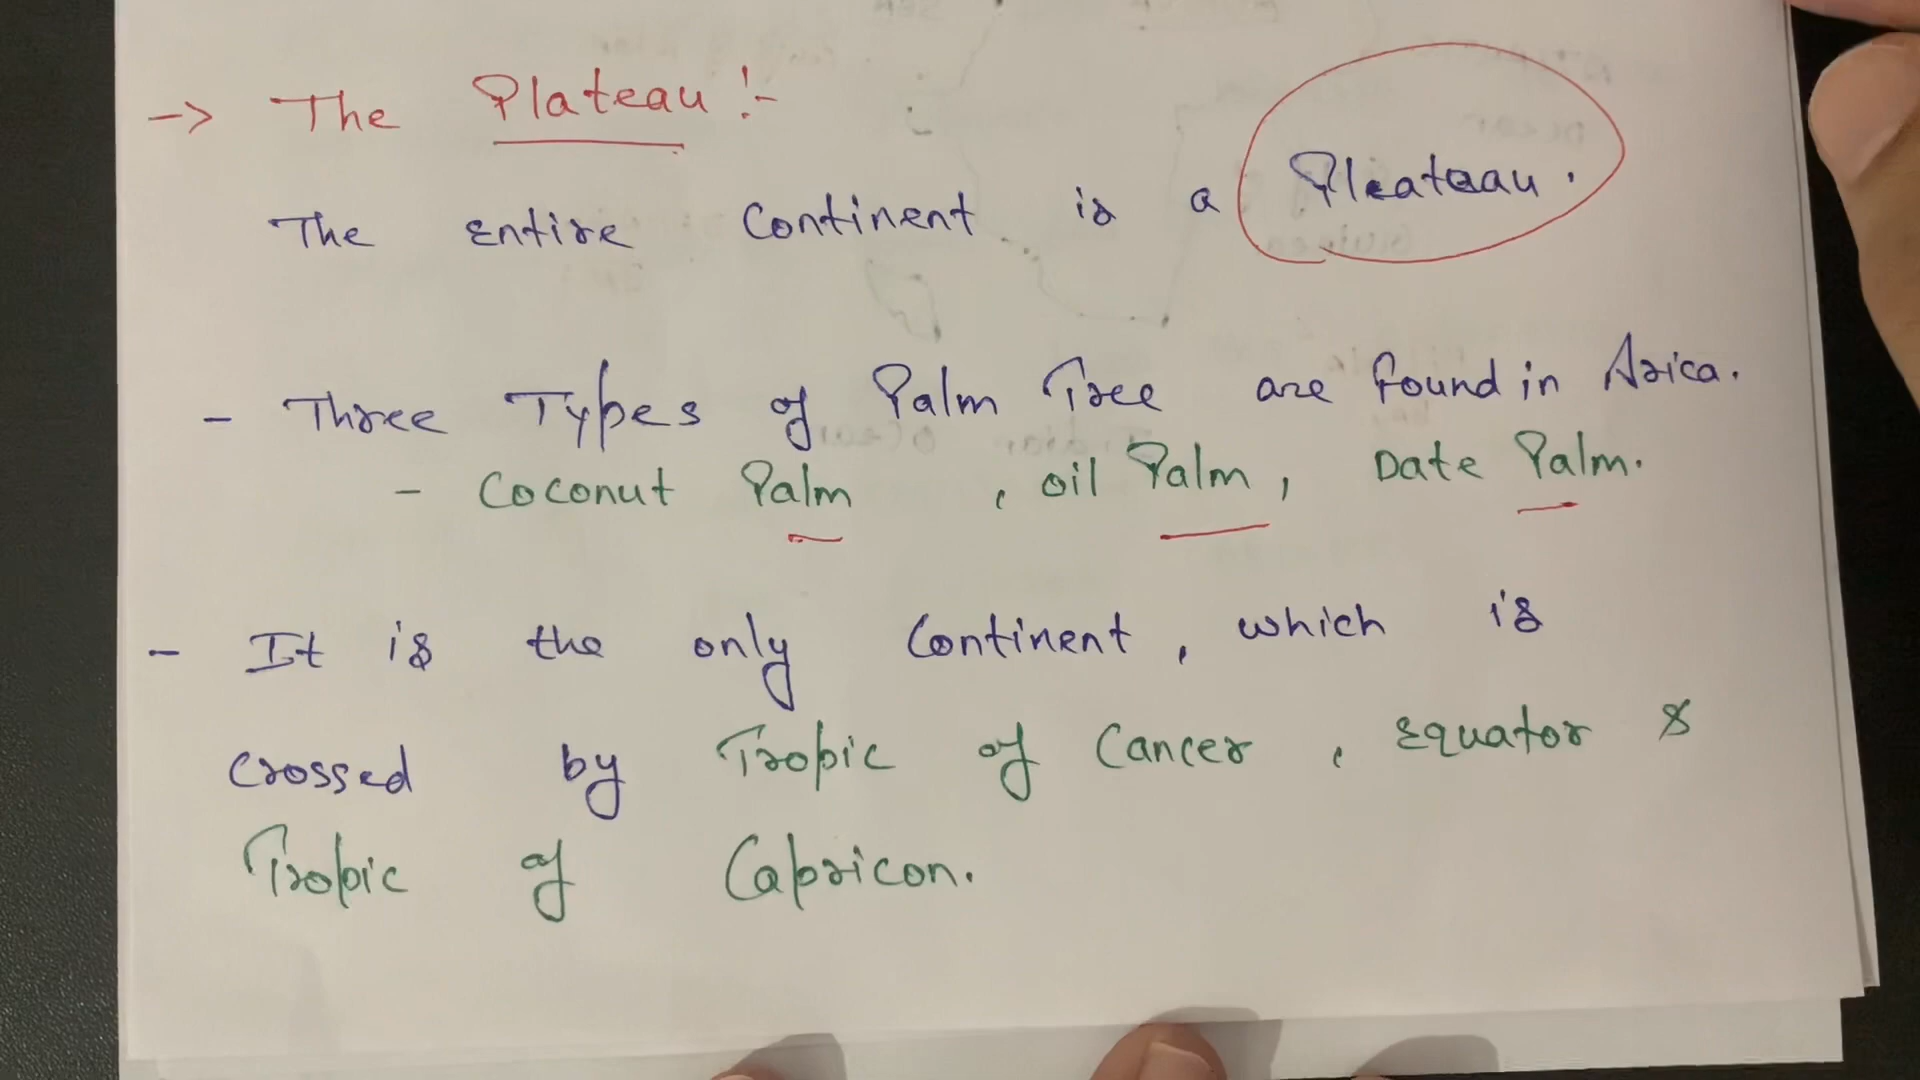 -> The Plateau :-
The Entire Continent is a Pleateau.
- Three Types of Palm Tree are found in Arica.
- Coconut Palm , oil Palm , Date Palm.
- It is the only Continent , which is
crossed by Tropic of Cancer , Equator &
Tropic of Capricon.